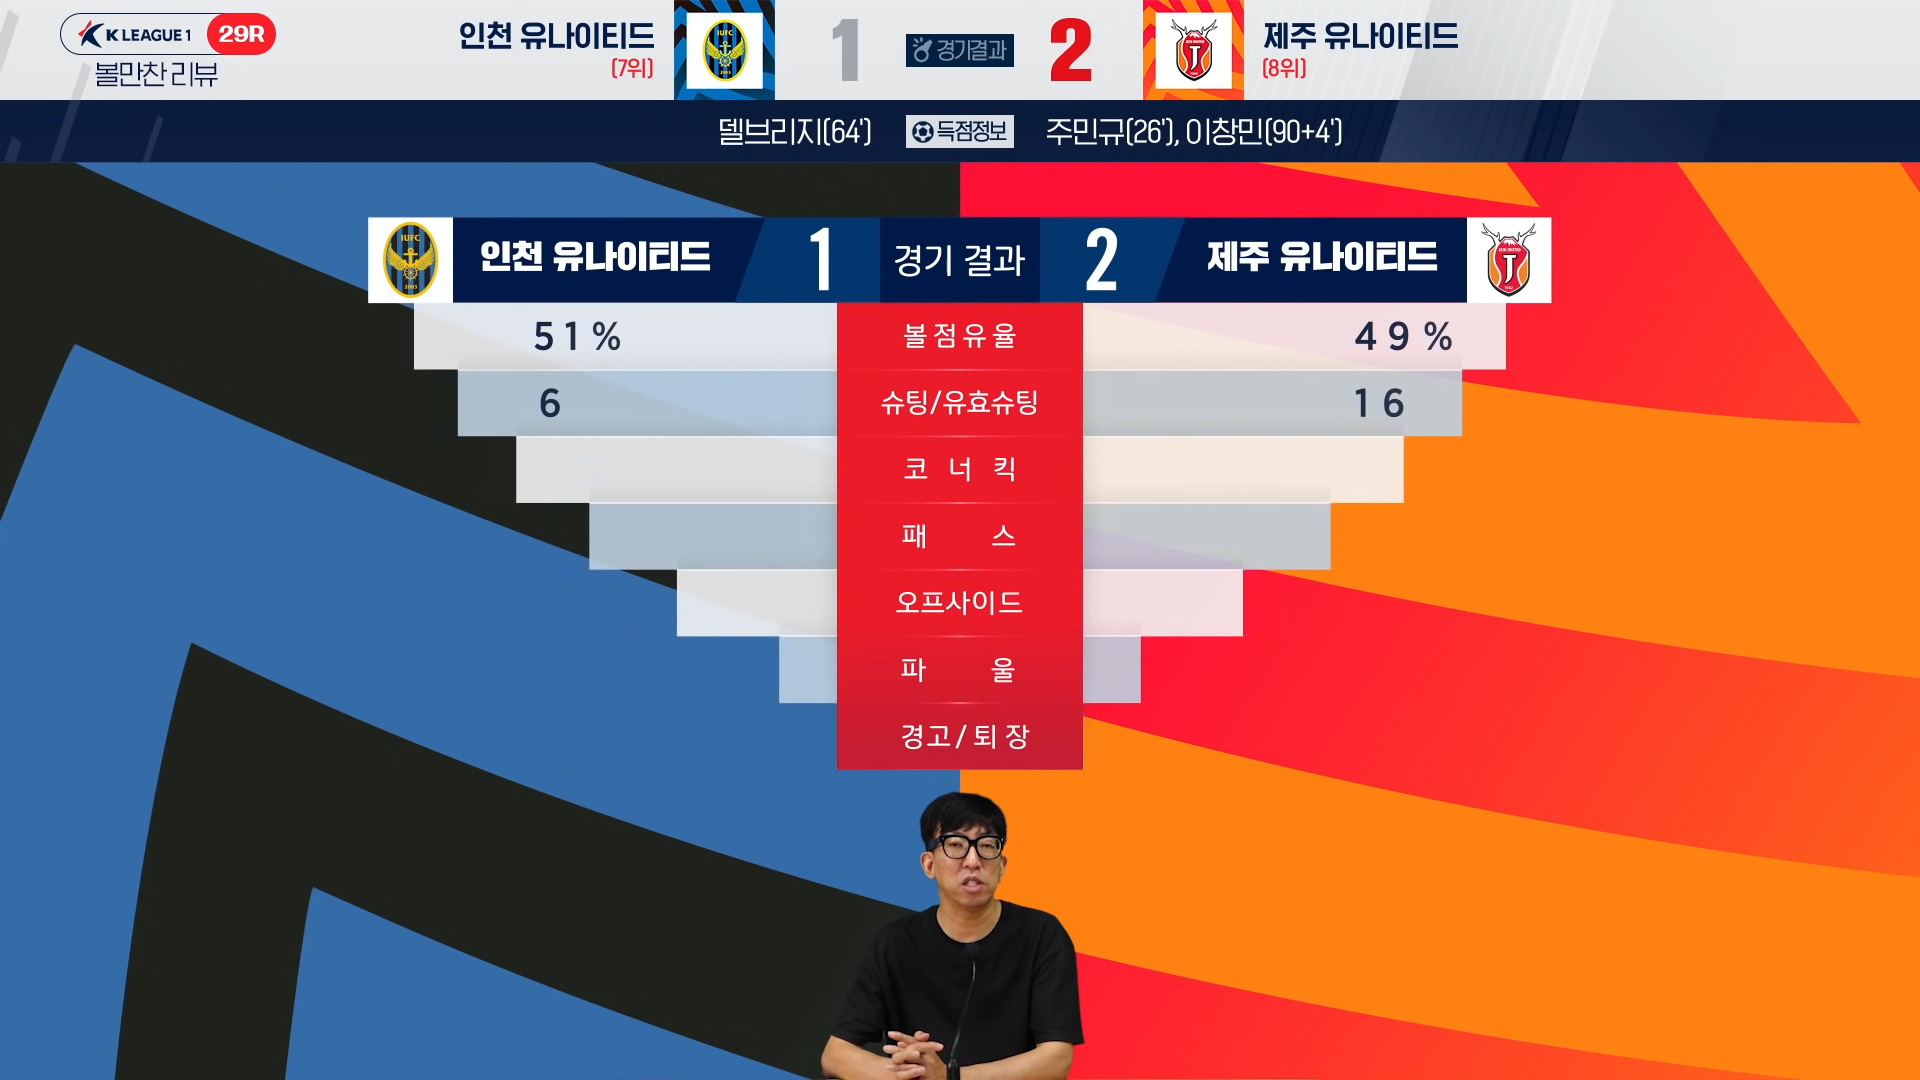 K LEAGUE 1 29R
볼만찬 리뷰
인천 유나이티드
(7위)
IUFC
2003
1
경기결과
2
제주 유나이티드
(8위)
델브리지(64')
득점정보
주민규(26'), 이창민(90+4')
IUFC
2003
인천 유나이티드
1
경기 결과
2
제주 유나이티드
JEJU UNITED
51%
볼점유율
49%
6
슈팅/유효슈팅
16
코너킥
패스
오프사이드
파울
경고/퇴장